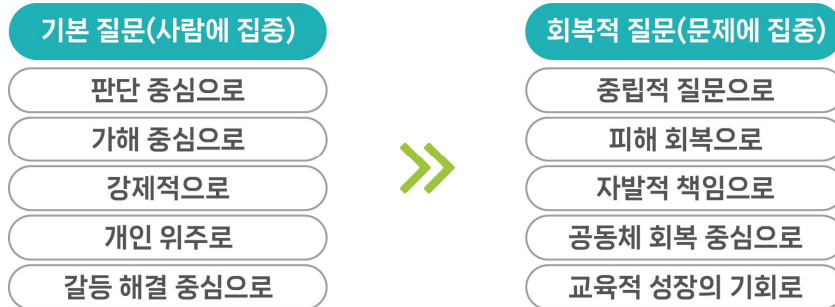 기본 질문(사람에 집중)
판단 중심으로
가해 중심으로
강제적으로
개인 위주로
갈등 해결 중심으로
회복적 질문(문제에 집중)
중립적 질문으로
피해 회복으로
자발적 책임으로
공동체 회복 중심으로
교육적 성장의 기회로